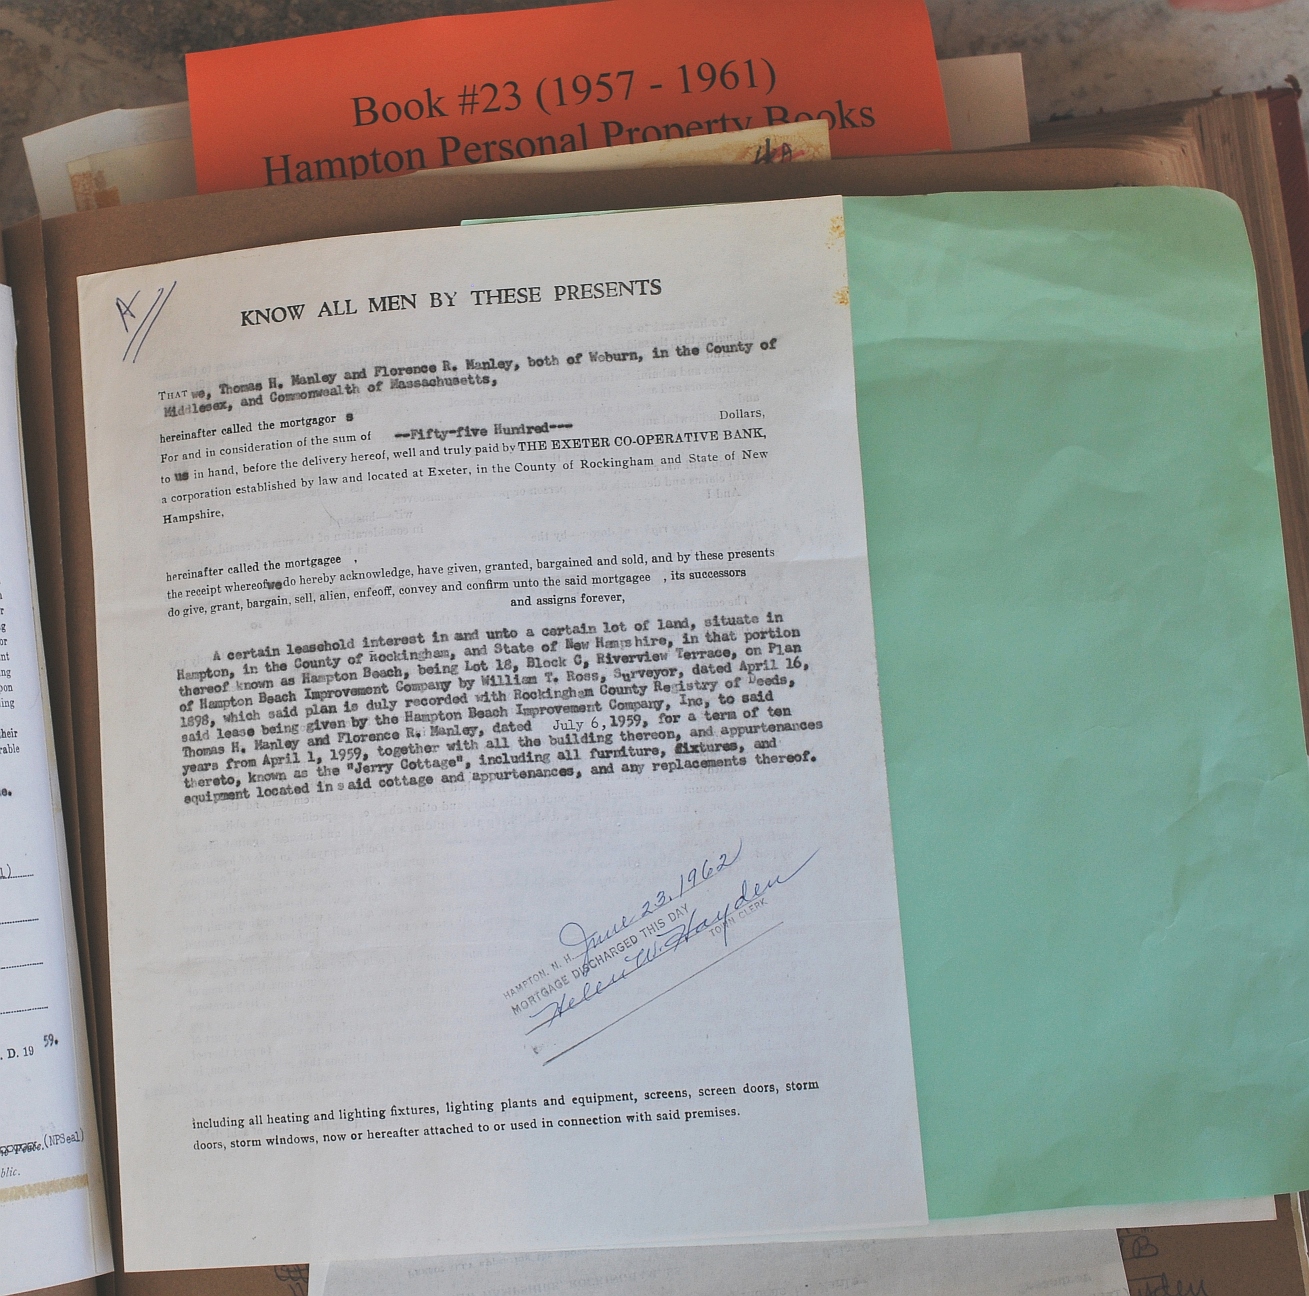 Book #23 (1957 - 1961)
Hampton Personal Property Books
4A
A
KNOW ALL MEN BY THESE PRESENTS
THAT we, Thomas H. Manley and Florence R. Manley, both of Woburn, in the County of
Middlesex, and Commonwealth of Massachusetts,
hereinafter called the mortgagor s
For and in consideration of the sum of --Fifty-five Hundred--- Dollars,
to us in hand, before the delivery hereof, well and truly paid by THE EXETER CO-OPERATIVE BANK,
a corporation established by law and located at Exeter, in the County of Rockingham and State of New
Hampshire,
hereinafter called the mortgagee ,
the receipt whereof we do hereby acknowledge, have given, granted, bargained and sold, and by these presents
do give, grant, bargain, sell, alien, enfeoff, convey and confirm unto the said mortgagee , its successors
and assigns forever,
A certain leasehold interest in and unto a certain lot of land, situate in
Hampton, in the County of Rockingham, and State of New Hampshire, in that portion
thereof known as Hampton Beach, being Lot 18, Block C, Riverview Terrace, on Plan
of Hampton Beach Improvement Company by William T. Ross, Surveyor, dated April 16,
1898, which said plan is duly recorded with Rockingham County Registry of Deeds,
said lease being given by the Hampton Beach Improvement Company, Inc, to said
Thomas H. Manley and Florence R. Manley, dated July 6, 1959, for a term of ten
years from April 1, 1959, together with all the building thereon, and appurtenances
thereto, known as the "Jerry Cottage", including all furniture, fixtures, and
equipment located in said cottage and appurtenances, and any replacements thereof.
HAMPTON, N. H. June 23, 1962
MORTGAGE DISCHARGED THIS DAY
Helen W. Hayden
TOWN CLERK
including all heating and lighting fixtures, lighting plants and equipment, screens, screen doors, storm
doors, storm windows, now or hereafter attached to or used in connection with said premises.
. D. 19 59.
(NPSeal)
blic.